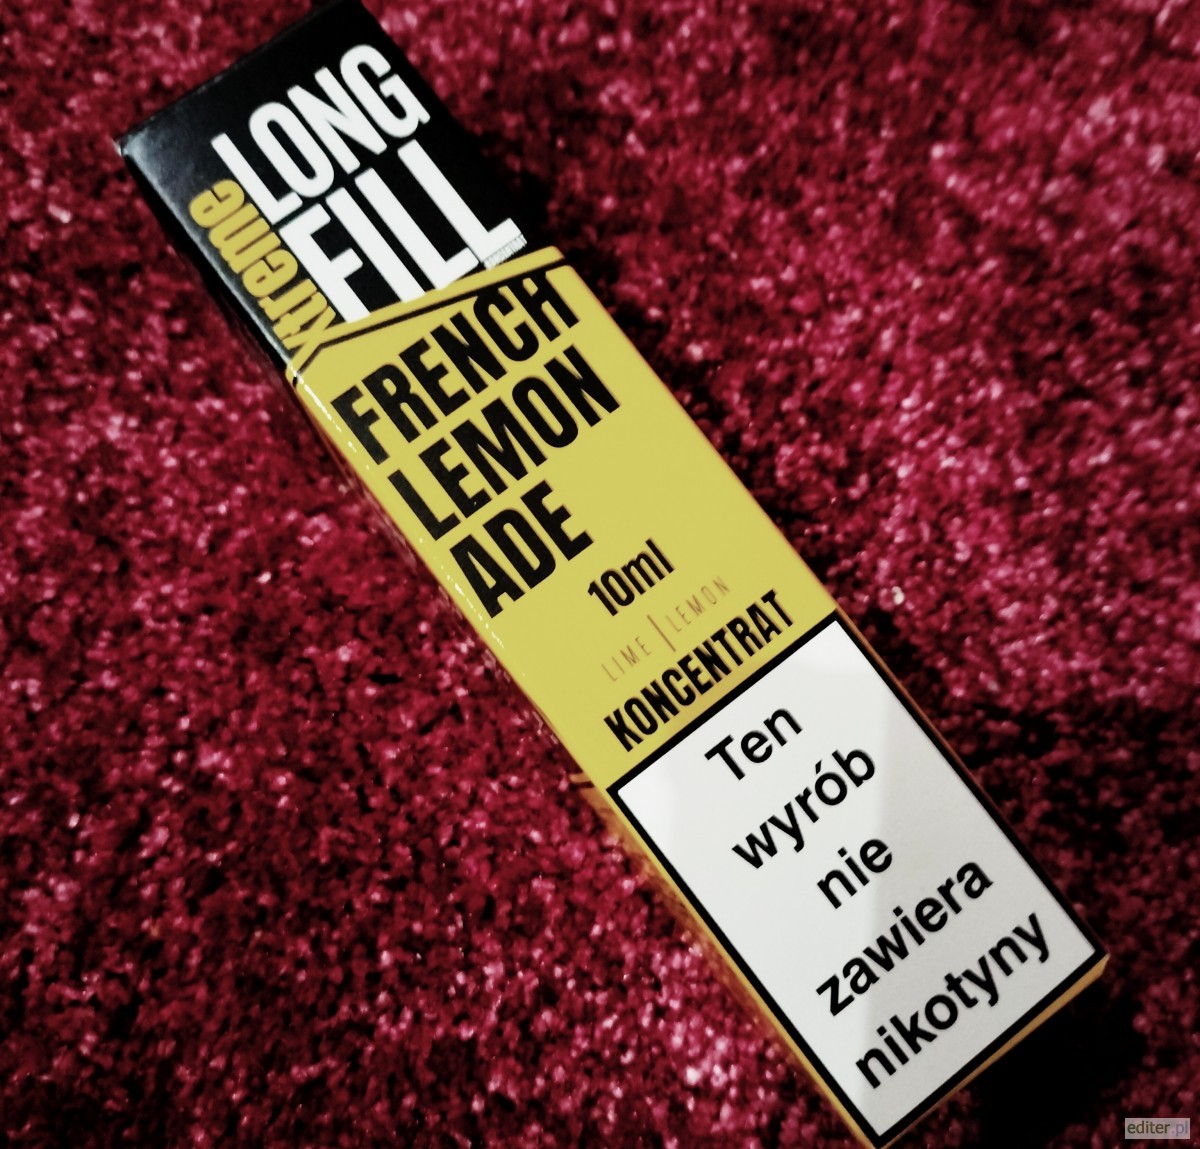 Xtreme
LONG
FILL
FRENCH
LEMON
ADE
10ml
LIME | LEMON
KONCENTRAT
Ten
wyrób
nie
zawiera
nikotyny
editer.pl